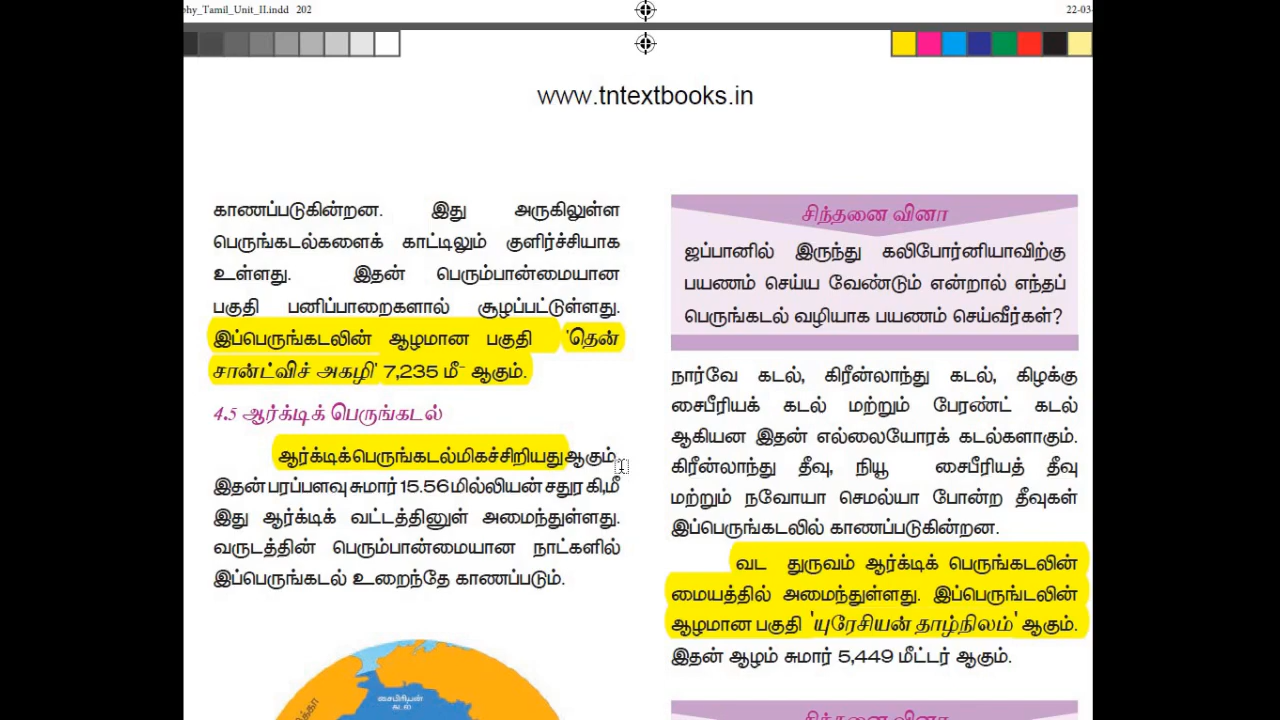 phy_Tamil_Unit_II.indd 202
22-03
www.tntextbooks.in
காணப்படுகின்றன. இது அருகிலுள்ள
பெருங்கடல்களைக் காட்டிலும் குளிர்ச்சியாக
உள்ளது. இதன் பெரும்பான்மையான
பகுதி பனிப்பாறைகளால் சூழப்பட்டுள்ளது.
இப்பெருங்கடலின் ஆழமான பகுதி 'தென்
சான்ட்விச் அகழி' 7,235 மீ ஆகும்.
4.5 ஆர்க்டிக் பெருங்கடல்
ஆர்க்டிக்பெருங்கடல்மிகச்சிறியதுஆகும்.
இதன் பரப்பளவு சுமார் 15.56 மில்லியன் சதுர கி,மீ
இது ஆர்க்டிக் வட்டத்தினுள் அமைந்துள்ளது.
வருடத்தின் பெரும்பான்மையான நாட்களில்
இப்பெருங்கடல் உறைந்தே காணப்படும்.
சைபீரியன்
கடல்
சிந்தனை வினா
ஜப்பானில் இருந்து கலிபோர்னியாவிற்கு
பயணம் செய்ய வேண்டும் என்றால் எந்தப்
பெருங்கடல் வழியாக பயணம் செய்வீர்கள்?
நார்வே கடல், கிரீன்லாந்து கடல், கிழக்கு
சைபீரியக் கடல் மற்றும் பேரண்ட் கடல்
ஆகியன இதன் எல்லையோரக் கடல்களாகும்.
கிரீன்லாந்து தீவு, நியூ சைபீரியத் தீவு
மற்றும் நவோயா செமல்யா போன்ற தீவுகள்
இப்பெருங்கடலில் காணப்படுகின்றன.
வட துருவம் ஆர்க்டிக் பெருங்கடலின்
மையத்தில் அமைந்துள்ளது. இப்பெருங்டலின்
ஆழமான பகுதி 'யுரேசியன் தாழ்நிலம்' ஆகும்.
இதன் ஆழம் சுமார் 5,449 மீட்டர் ஆகும்.
சிந்தனை வினா